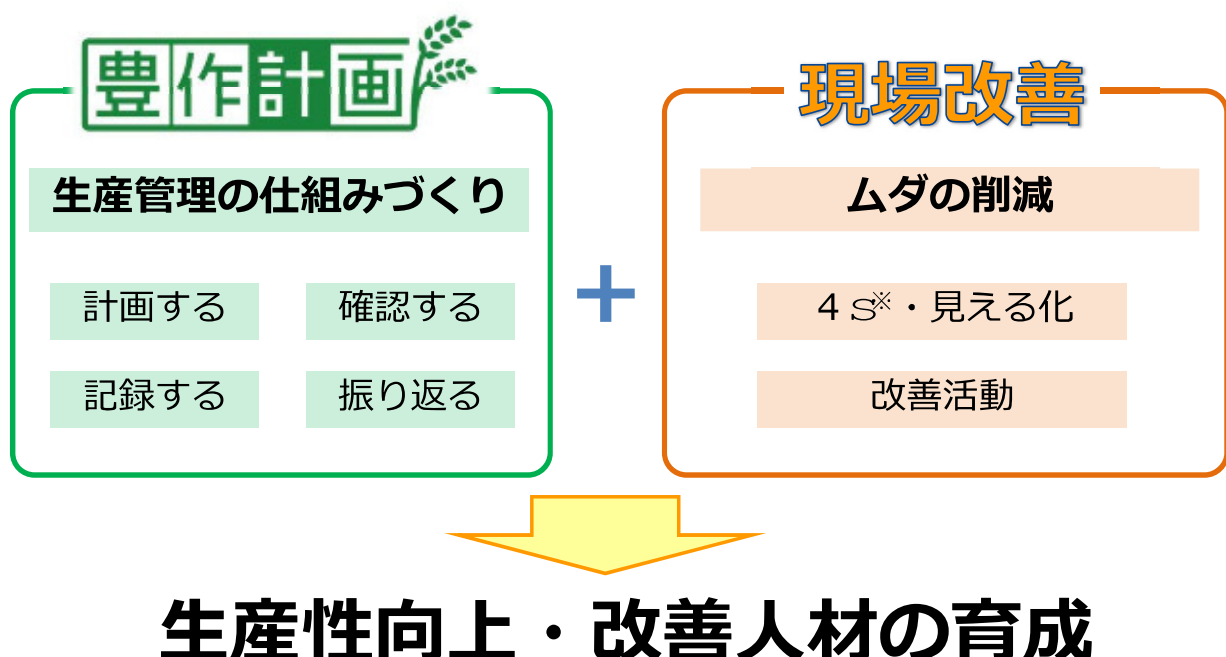 豊作計画
生産管理の仕組みづくり
計画する
確認する
記録する
振り返る
+
現場改善
ムダの削減
４Ｓ※・見える化
改善活動
生産性向上・改善人材の育成